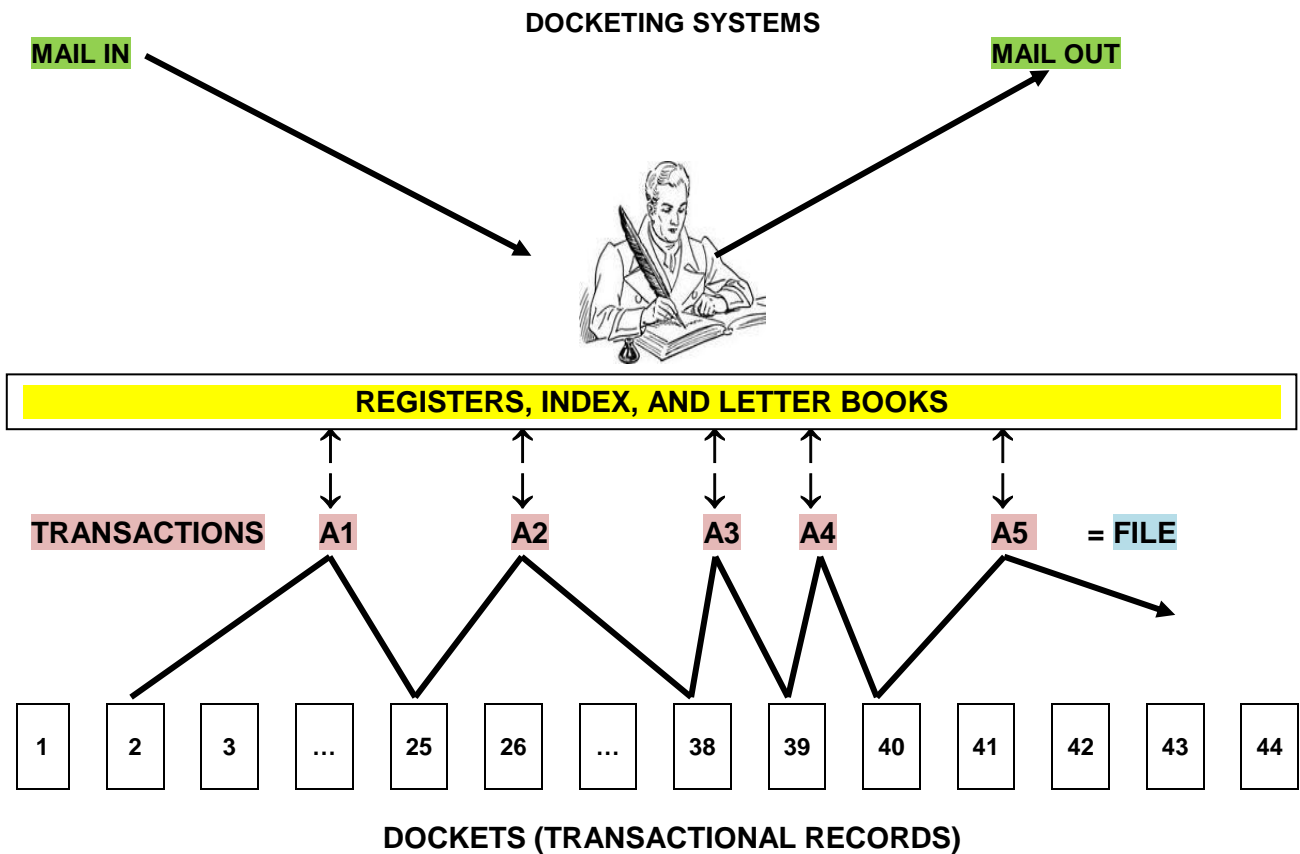 DOCKETING SYSTEMS
MAIL IN MAIL OUT
REGISTERS, INDEX, AND LETTER BOOKS
TRANSACTIONS A1 A2 A3 A4 A5 = FILE
1 2 3 … 25 26 … 38 39 40 41 42 43 44
DOCKETS (TRANSACTIONAL RECORDS)